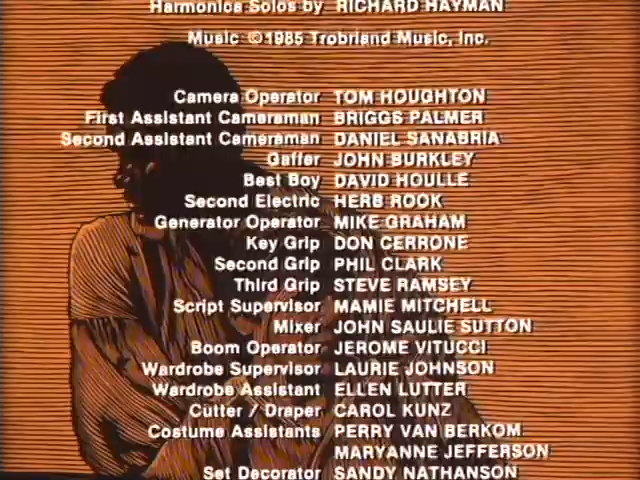 Harmonica Solos by RICHARD HAYMAN
Music ©1985 Trobriand Music, Inc.
Camera Operator TOM HOUGHTON
First Assistant Cameraman BRIGGS PALMER
Second Assistant Cameraman DANIEL SANABRIA
Gaffer JOHN BURKLEY
Best Boy DAVID HOULLE
Second Electric HERB ROOK
Generator Operator MIKE GRAHAM
Key Grip DON CERRONE
Second Grip PHIL CLARK
Third Grip STEVE RAMSEY
Script Supervisor MAMIE MITCHELL
Mixer JOHN SAULIE SUTTON
Boom Operator JEROME VITUCCI
Wardrobe Supervisor LAURIE JOHNSON
Wardrobe Assistant ELLEN LUTTER
Cutter / Draper CAROL KUNZ
Costume Assistants PERRY VAN BERKOM
MARYANNE JEFFERSON
Set Decorator SANDY NATHANSON